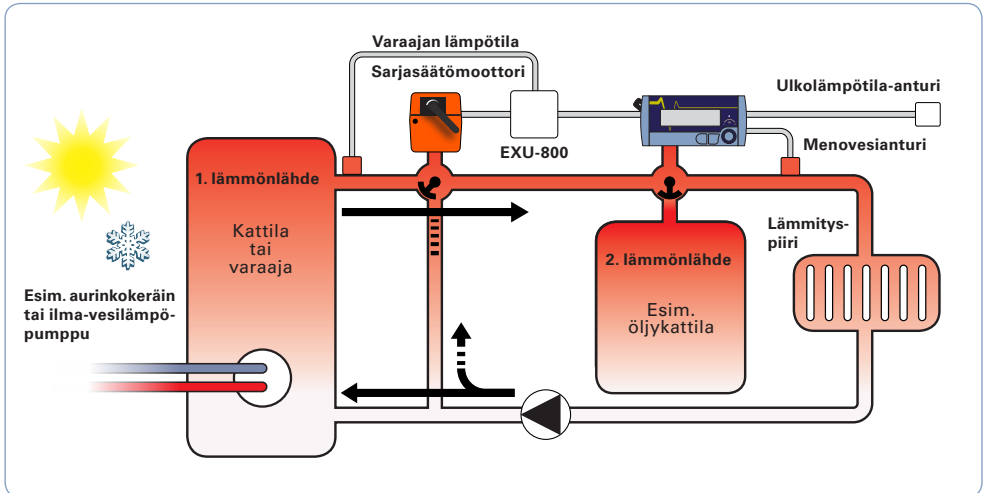 Varaajan lämpötila
Sarjasäätömoottori
Ulkolämpötila-anturi
EXU-800
Menovesianturi
1. lämmönlähde
Kattila
tai
varaaja
Lämmitys-
piiri
2. lämmönlähde
Esim.
öljykattila
Esim. aurinkokeräin
tai ilma-vesilämpö-
pumppu